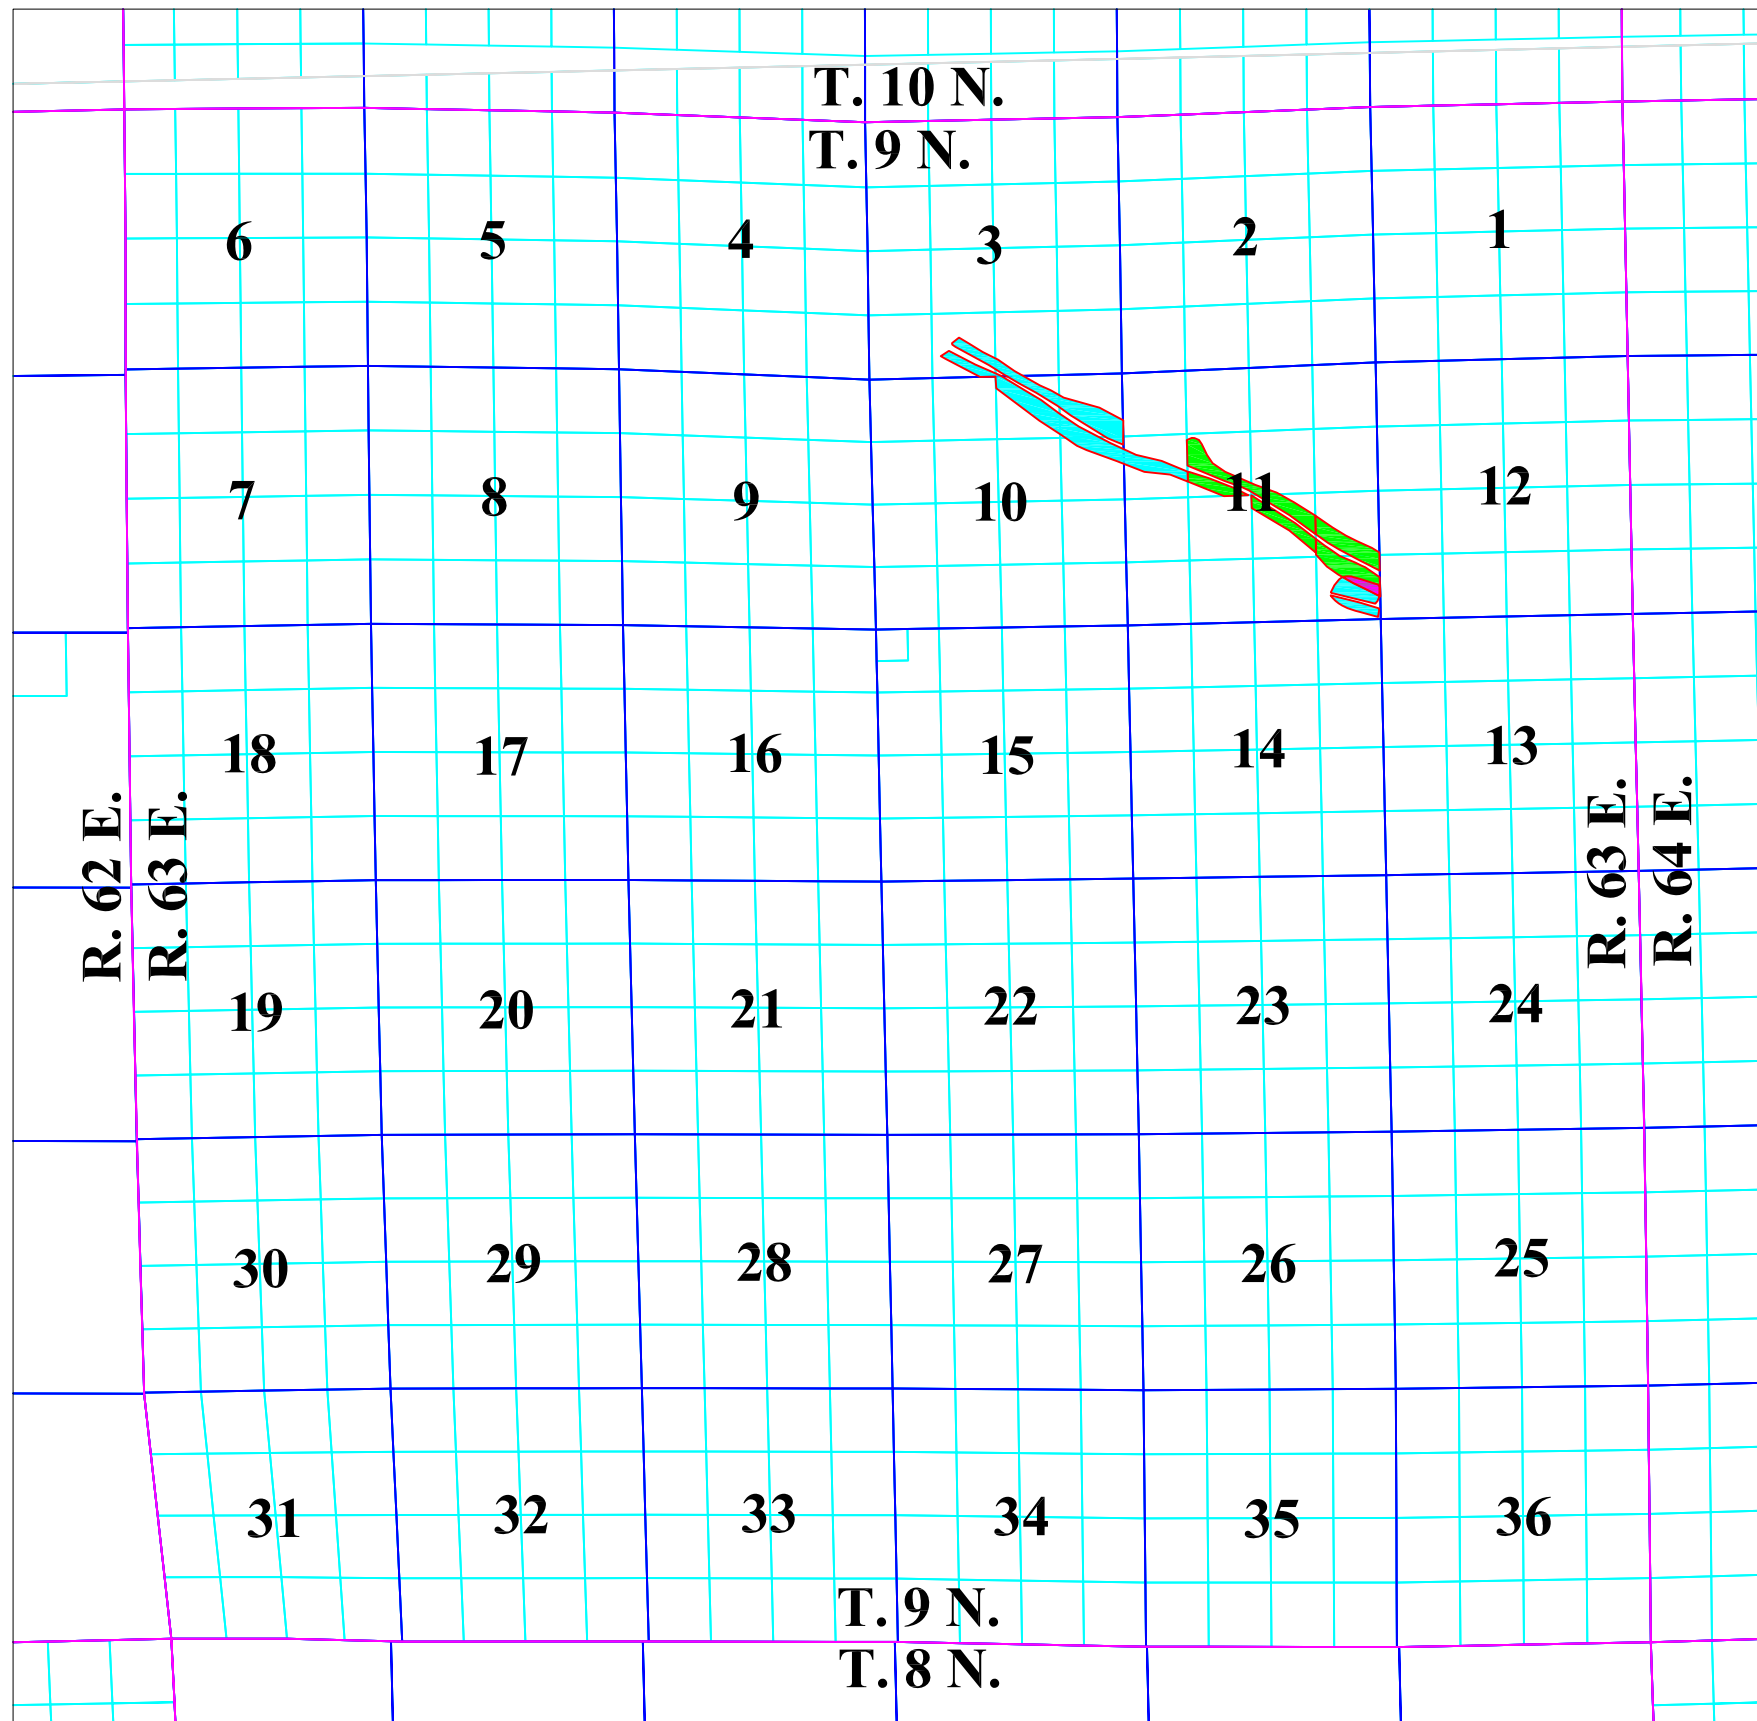 T. 10 N.
T. 9 N.
6 5 4 3 2 1
7 8 9 10 11 12
18 17 16 15 14 13
R. 62 E.
R. 63 E.
R. 63 E.
R. 64 E.
19 20 21 22 23 24
30 29 28 27 26 25
31 32 33 34 35 36
T. 9 N.
T. 8 N.